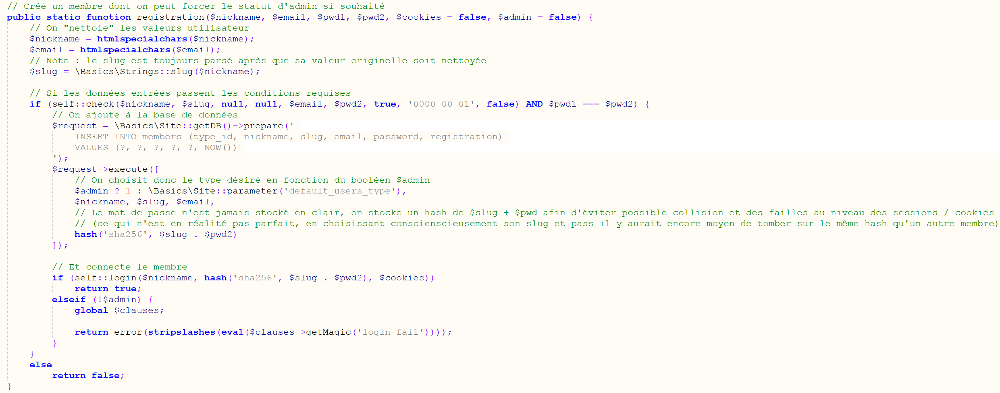 // Créé un membre dont on peut forcer le statut d'admin si souhaité
public static function registration($nickname, $email, $pwd1, $pwd2, $cookies = false, $admin = false) {
    // On "nettoie" les valeurs utilisateur
    $nickname = htmlspecialchars($nickname);
    $email = htmlspecialchars($email);
    // Note : le slug est toujours parsé après que sa valeur originelle soit nettoyée
    $slug = \Basics\Strings::slug($nickname);

    // Si les données entrées passent les conditions requises
    if (self::check($nickname, $slug, null, null, $email, $pwd2, true, '0000-00-01', false) AND $pwd1 === $pwd2) {
        // On ajoute à la base de données
        $request = \Basics\Site::getDB()->prepare('
            INSERT INTO members (type_id, nickname, slug, email, password, registration)
            VALUES (?, ?, ?, ?, ?, NOW())
        ');
        $request->execute([
            // On choisit donc le type désiré en fonction du booléen $admin
            $admin ? 1 : \Basics\Site::parameter('default_users_type'),
            $nickname, $slug, $email,
            // Le mot de passe n'est jamais stocké en clair, on stocke un hash de $slug + $pwd afin d'éviter possible collision et des failles au niveau des sessions / cookies
            // (ce qui n'est en réalité pas parfait, en choisissant conscienscieusement son slug et pass il y aurait encore moyen de tomber sur le même hash qu'un autre membre)
            hash('sha256', $slug . $pwd2)
        ]);

        // Et connecte le membre
        if (self::login($nickname, hash('sha256', $slug . $pwd2), $cookies))
            return true;
        elseif (!$admin) {
            global $clauses;

            return error(stripslashes(eval($clauses->getMagic('login_fail'))));
        }
    }
    else
        return false;
}